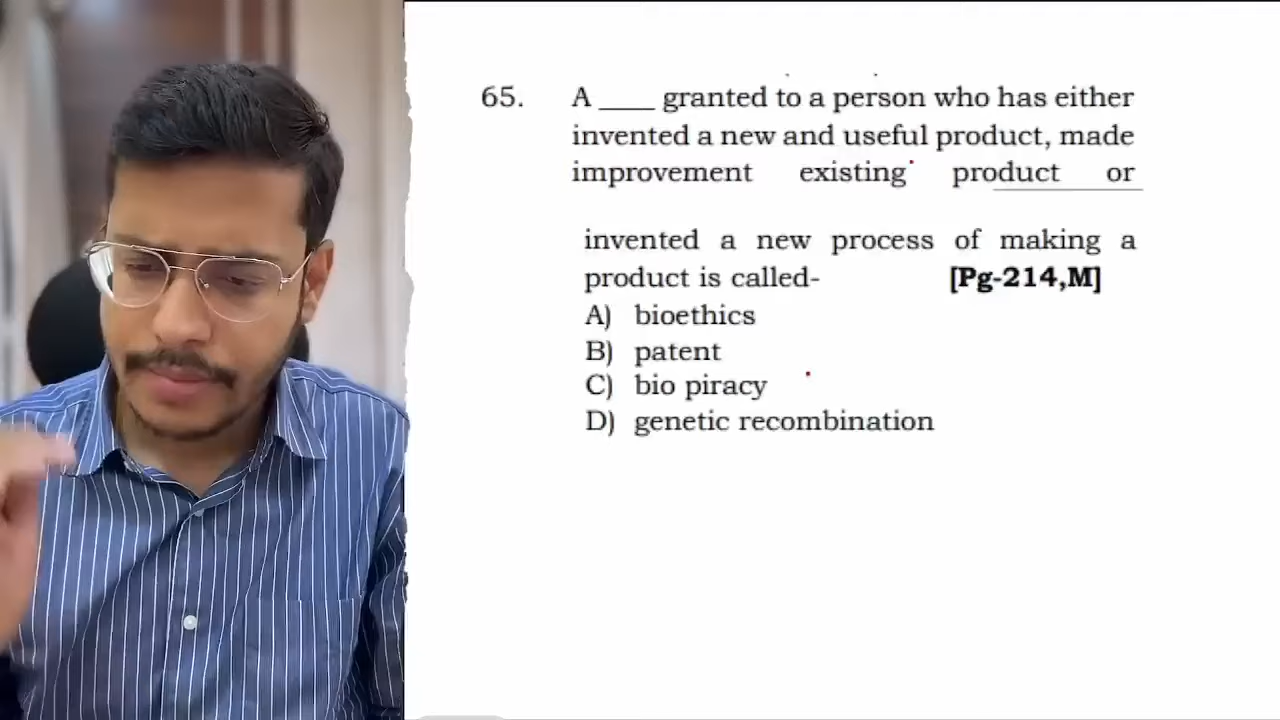 65. A ____ granted to a person who has either
invented a new and useful product, made
improvement existing product or
invented a new process of making a
product is called- [Pg-214,M]
A) bioethics
B) patent
C) bio piracy
D) genetic recombination